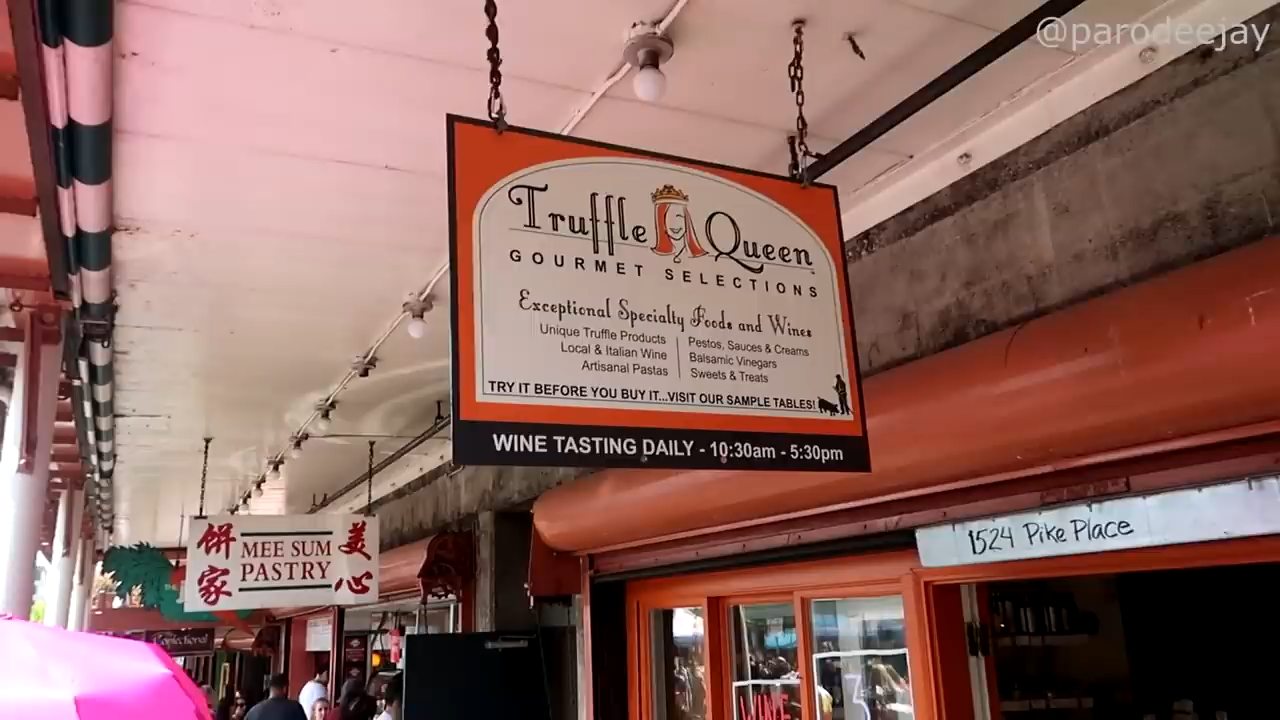 @parodeejay
Truffle Queen
GOURMET SELECTIONS
Exceptional Specialty Foods and Wines
Unique Truffle Products
Local & Italian Wine
Artisanal Pastas
Pestos, Sauces & Creams
Balsamic Vinegars
Sweets & Treats
TRY IT BEFORE YOU BUY IT...VISIT OUR SAMPLE TABLES!
WINE TASTING DAILY - 10:30am - 5:30pm
1524 Pike Place
餅家
MEE SUM
PASTRY
美心
Confectional
WINE